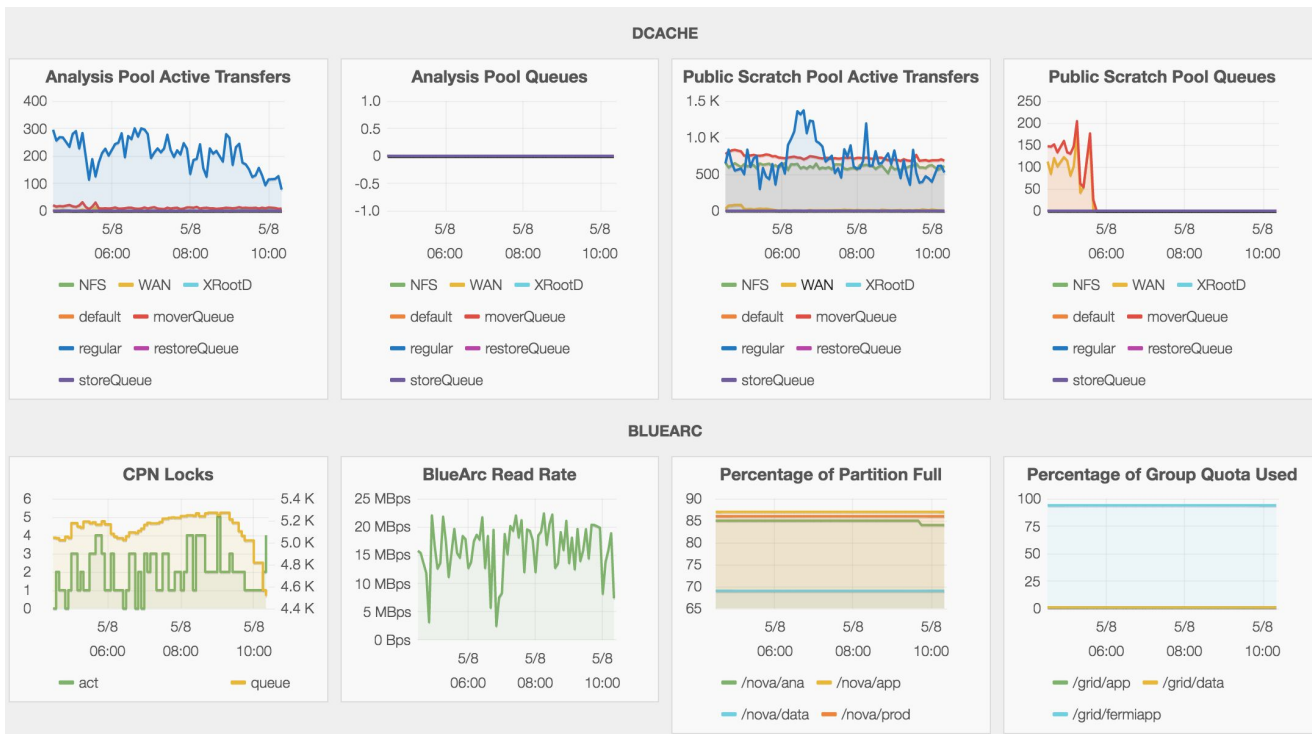 DCACHE
Analysis Pool Active Transfers
400
300
200
100
0
5/8 5/8 5/8
06:00 08:00 10:00
NFS WAN XRootD
default moverQueue
regular restoreQueue
storeQueue
Analysis Pool Queues
1.0
0.5
0
-0.5
-1.0
5/8 5/8 5/8
06:00 08:00 10:00
NFS WAN XRootD
default moverQueue
regular restoreQueue
storeQueue
Public Scratch Pool Active Transfers
1.5 K
1.0 K
500
0
5/8 5/8 5/8
06:00 08:00 10:00
NFS WAN XRootD
default moverQueue
regular restoreQueue
storeQueue
Public Scratch Pool Queues
250
200
150
100
50
0
5/8 5/8 5/8
06:00 08:00 10:00
NFS WAN XRootD
default moverQueue
regular restoreQueue
storeQueue
BLUEARC
CPN Locks
6 5.4 K
5 5.2 K
4 5.0 K
3
2 4.8 K
1 4.6 K
0 4.4 K
5/8 5/8 5/8
06:00 08:00 10:00
act queue
BlueArc Read Rate
25 MBps
20 MBps
15 MBps
10 MBps
5 MBps
0 Bps
5/8 5/8 5/8
06:00 08:00 10:00
Percentage of Partition Full
90
85
80
75
70
65
5/8 5/8 5/8
06:00 08:00 10:00
/nova/ana /nova/app
/nova/data /nova/prod
Percentage of Group Quota Used
100
75
50
25
0
5/8 5/8 5/8
06:00 08:00 10:00
/grid/app /grid/data
/grid/fermiapp